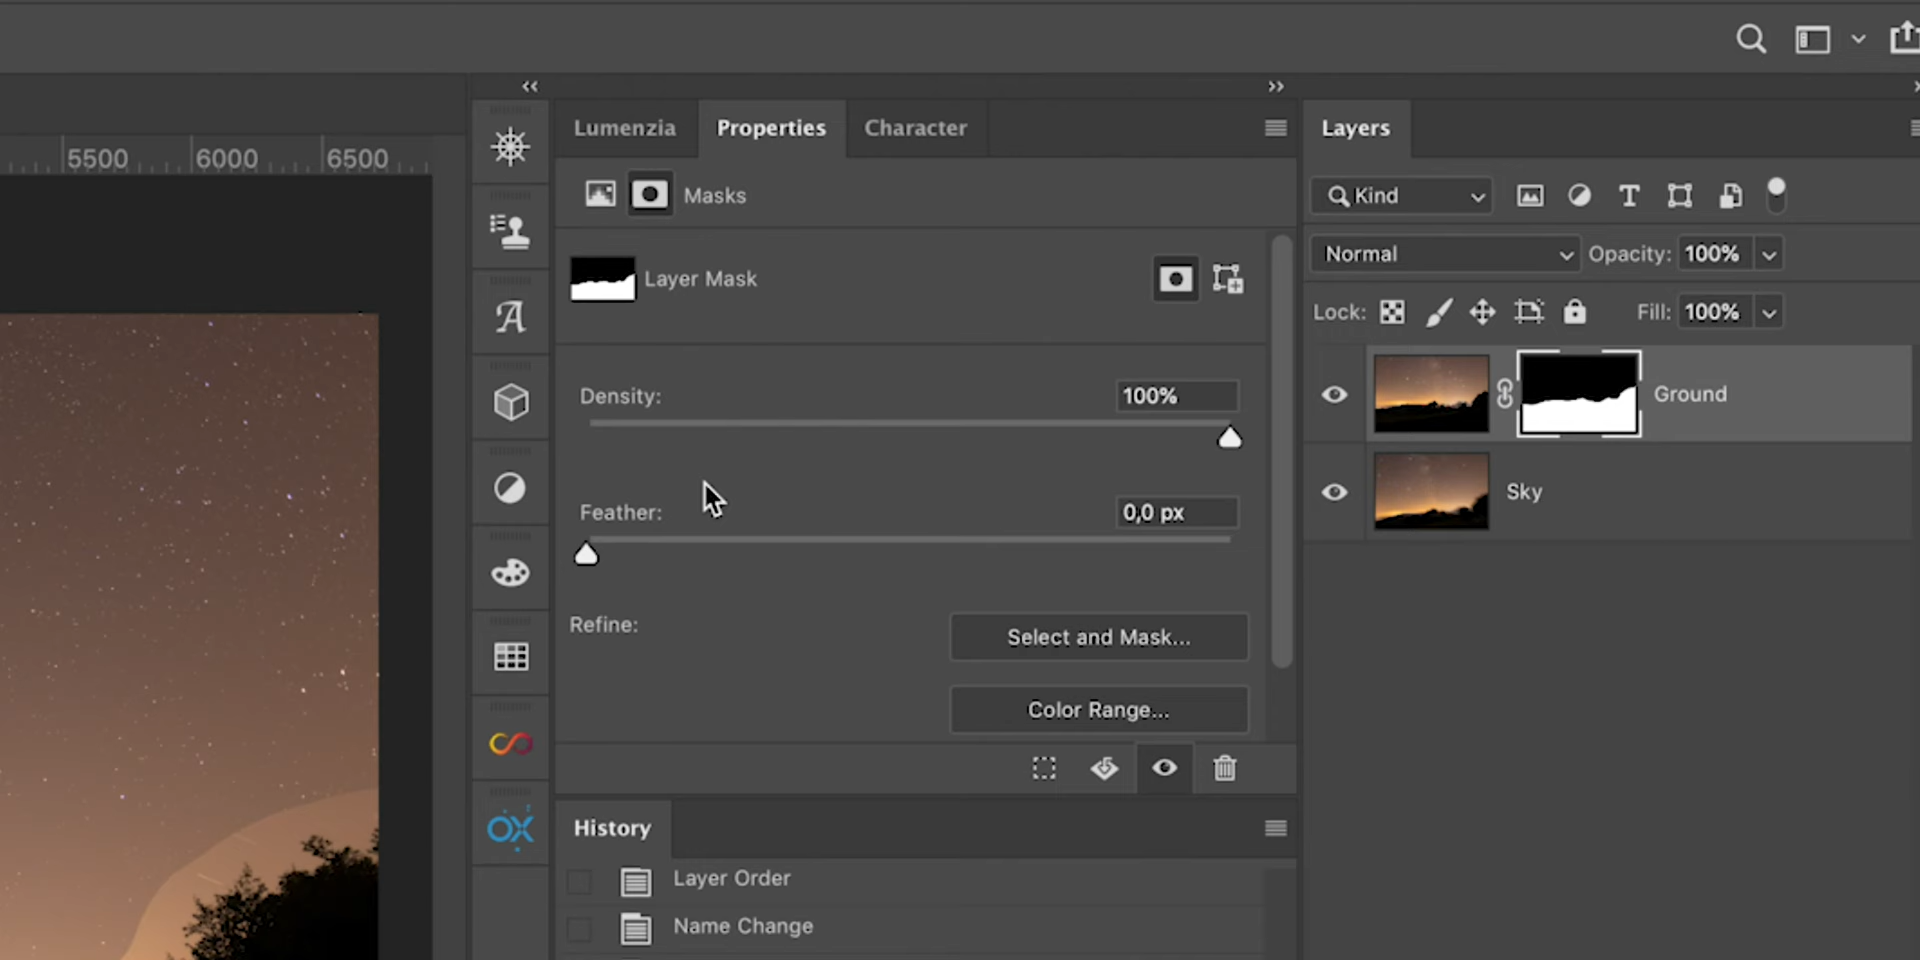 5500 6000 6500
Lumenzia Properties Character
Masks
Layer Mask
Density: 100%
Feather: 0,0 px
Refine:
Select and Mask...
Color Range...
History
Layer Order
Name Change
Layers
Kind
Normal Opacity: 100%
Lock: Fill: 100%
Ground
Sky